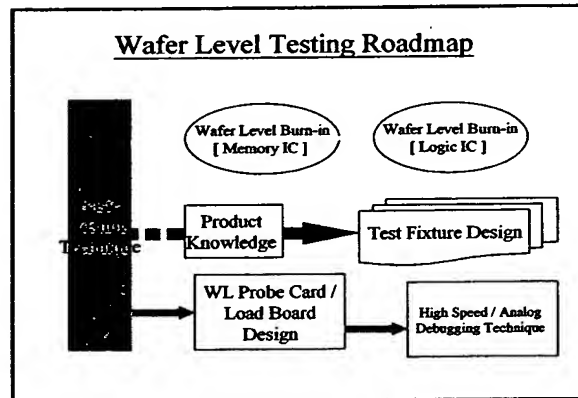 Wafer Level Testing Roadmap
Wafer Level Burn-in
[ Memory IC ]
Wafer Level Burn-in
[ Logic IC ]
Technique
Product
Knowledge
Test Fixture Design
WL Probe Card /
Load Board
Design
High Speed / Analog
Debugging Technique